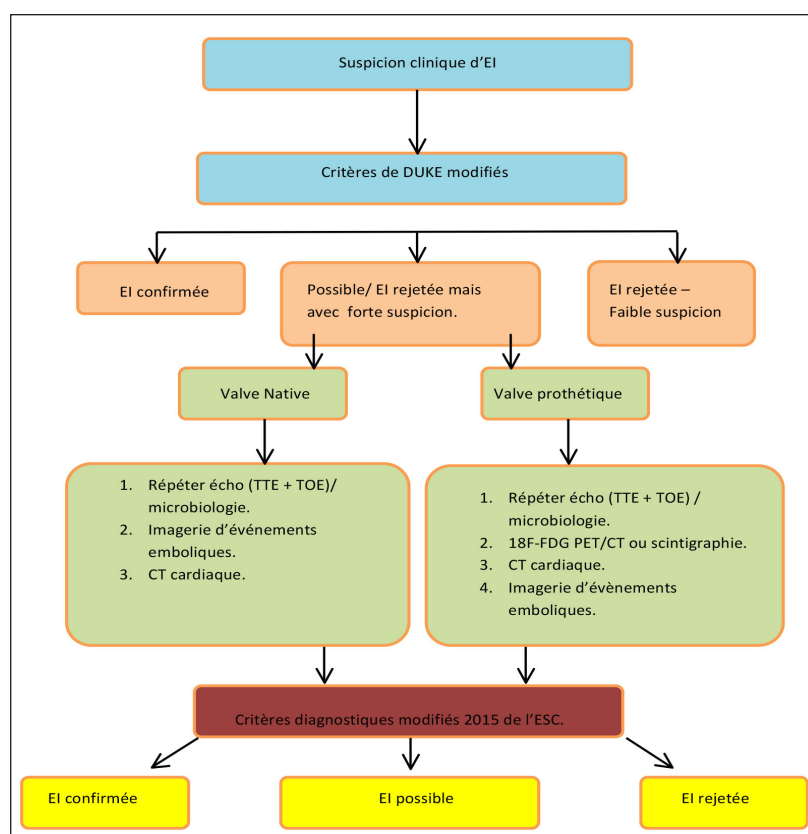 Suspicion clinique d’EI
Critères de DUKE modifiés
EI confirmée
Possible/ EI rejetée mais
avec forte suspicion.
EI rejetée –
Faible suspicion
Valve Native
Valve prothétique
1. Répéter écho (TTE + TOE)/
microbiologie.
2. Imagerie d’événements
emboliques.
3. CT cardiaque.
1. Répéter écho (TTE + TOE) /
microbiologie.
2. 18F-FDG PET/CT ou scintigraphie.
3. CT cardiaque.
4. Imagerie d’évènements
emboliques.
Critères diagnostiques modifiés 2015 de l’ESC.
EI confirmée
EI possible
EI rejetée